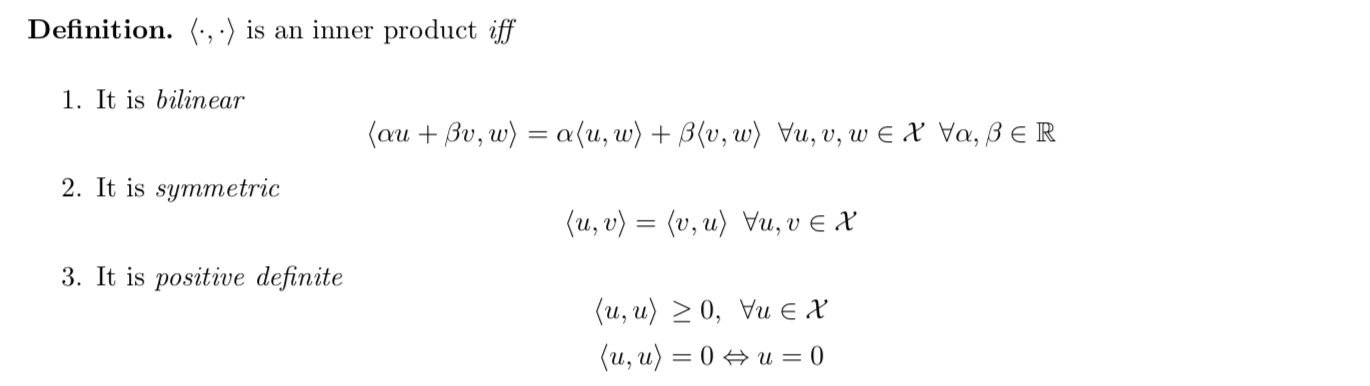 Definition. ⟨·, ·⟩ is an inner product iff
1. It is bilinear
⟨αu + βv, w⟩ = α⟨u, w⟩ + β⟨v, w⟩ ∀u, v, w ∈ 𝒳 ∀α, β ∈ ℝ
2. It is symmetric
⟨u, v⟩ = ⟨v, u⟩ ∀u, v ∈ 𝒳
3. It is positive definite
⟨u, u⟩ ≥ 0, ∀u ∈ 𝒳
⟨u, u⟩ = 0 ⇔ u = 0